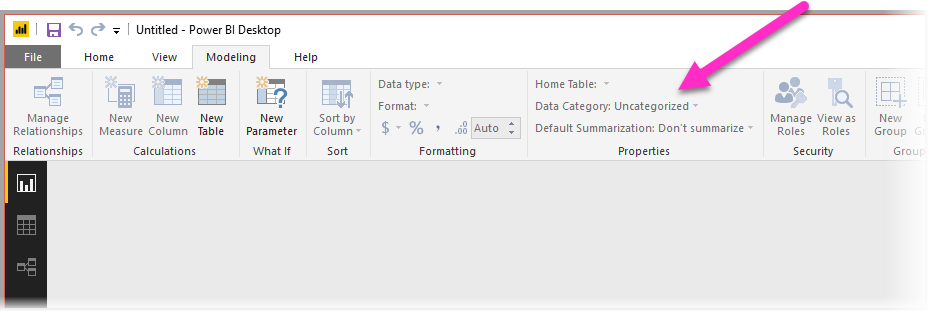 Untitled - Power BI Desktop
File Home View Modeling Help
Manage Relationships
New Measure
New Column
New Table
New Parameter
Sort by Column
Data type:
Format:
$ % , .00 Auto
Home Table:
Data Category: Uncategorized
Default Summarization: Don't summarize
Manage Roles
View as Roles
New Group
Relationships Calculations What If Sort Formatting Properties Security